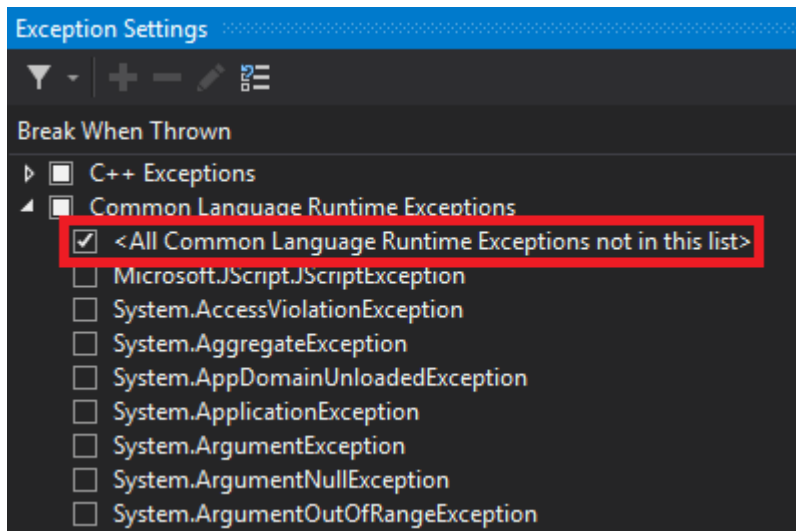 Exception Settings
Break When Thrown
C++ Exceptions
Common Language Runtime Exceptions
<All Common Language Runtime Exceptions not in this list>
Microsoft.JScript.JScriptException
System.AccessViolationException
System.AggregateException
System.AppDomainUnloadedException
System.ApplicationException
System.ArgumentException
System.ArgumentNullException
System.ArgumentOutOfRangeException